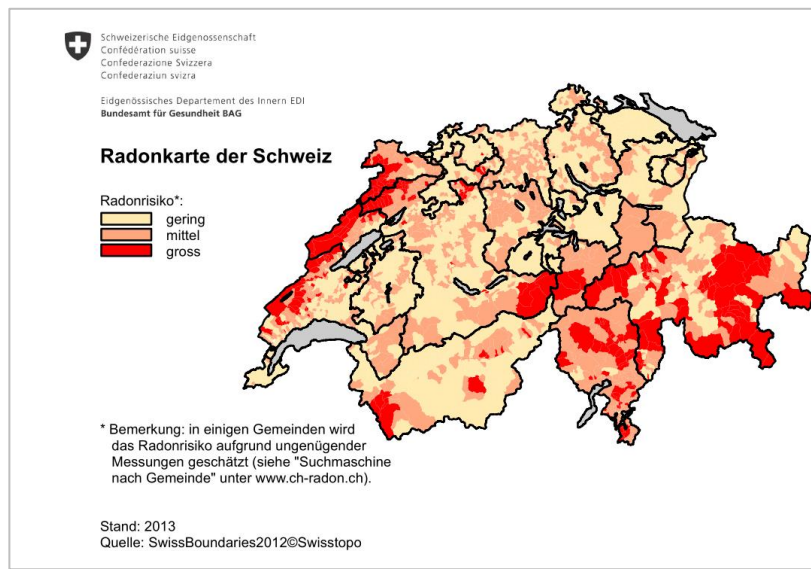 Schweizerische Eidgenossenschaft
Confédération suisse
Confederazione Svizzera
Confederaziun svizra
Eidgenössisches Departement des Innern EDI
Bundesamt für Gesundheit BAG
Radonkarte der Schweiz
Radonrisiko*:
gering
mittel
gross
* Bemerkung: in einigen Gemeinden wird
das Radonrisiko aufgrund ungenügender
Messungen geschätzt (siehe "Suchmaschine
nach Gemeinde" unter www.ch-radon.ch).
Stand: 2013
Quelle: SwissBoundaries2012©Swisstopo